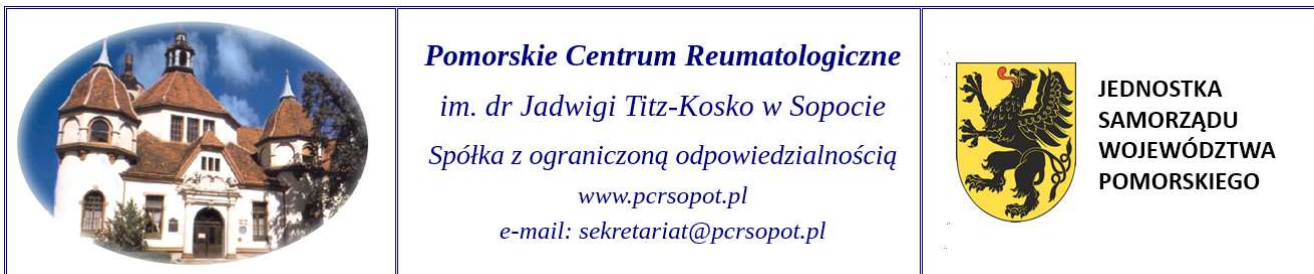 Pomorskie Centrum Reumatologiczne
im. dr Jadwigi Titz-Kosko w Sopocie
Spółka z ograniczoną odpowiedzialnością
www.pcrsopot.pl
e-mail: sekretariat@pcrsopot.pl
JEDNOSTKA
SAMORZĄDU
WOJEWÓDZTWA
POMORSKIEGO